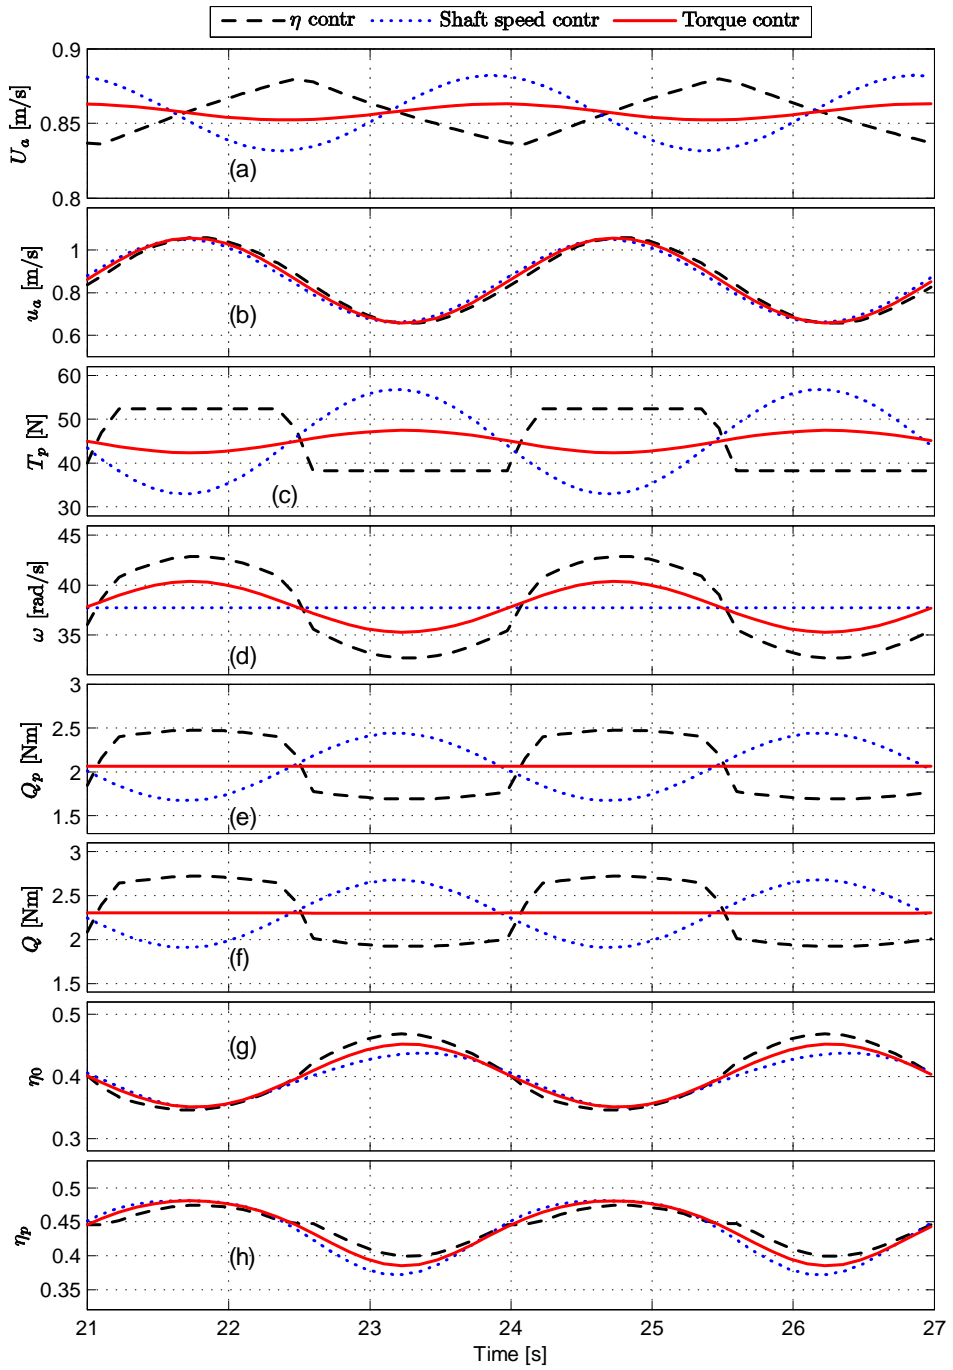 η contr Shaft speed contr Torque contr
0.9
0.85
0.8
U_a [m/s]
(a)
1
0.8
0.6
u_a [m/s]
(b)
60
50
40
30
T_p [N]
(c)
45
40
35
ω [rad/s]
(d)
3
2.5
2
1.5
Q_p [Nm]
(e)
3
2.5
2
1.5
Q [Nm]
(f)
0.5
0.4
0.3
η_0
(g)
0.5
0.45
0.4
0.35
η_p
(h)
21 22 23 24 25 26 27
Time [s]